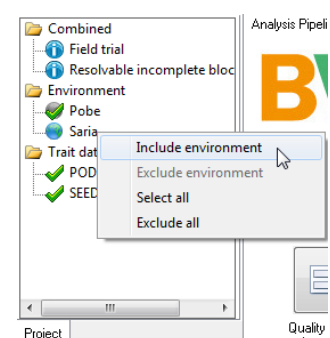 Combined
Field trial
Resolvable incomplete bloc
Environment
Pobe
Saria
Trait dat
POD
SEED
Include environment
Exclude environment
Select all
Exclude all
Project
Analysis Pipeli
BV
Quality